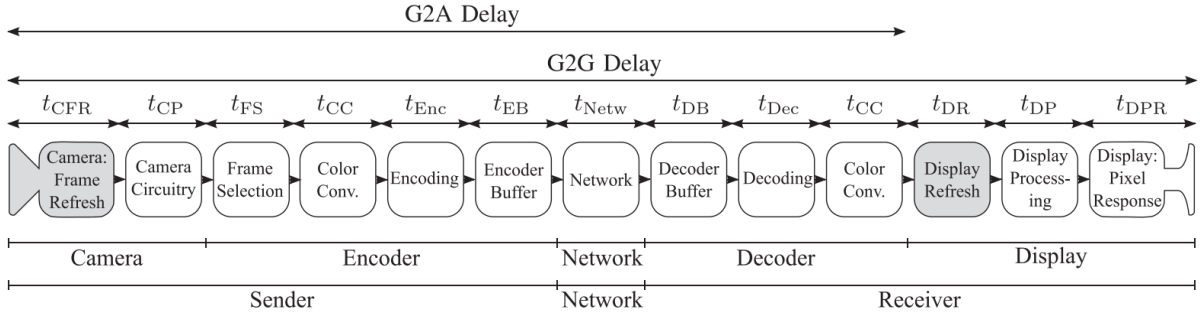 G2A Delay
G2G Delay
t_CFR t_CP t_FS t_CC t_Enc t_EB t_Netw t_DB t_Dec t_CC t_DR t_DP t_DPR
Camera:
Frame
Refresh
Camera
Circuitry
Frame
Selection
Color
Conv.
Encoding
Encoder
Buffer
Network
Decoder
Buffer
Decoding
Color
Conv.
Display
Refresh
Display
Process-
ing
Display:
Pixel
Response
Camera Encoder Network Decoder Display
Sender Network Receiver